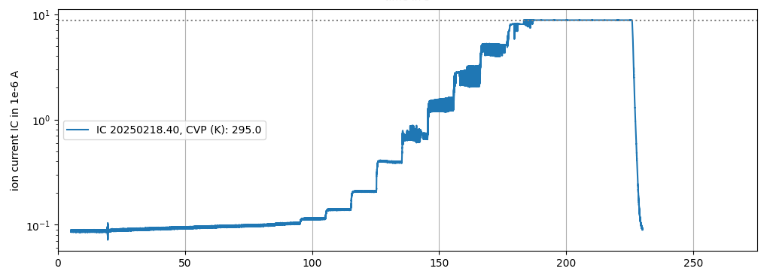 10¹
ion current IC in 1e-6 A
10⁰
IC 20250218.40, CVP (K): 295.0
10⁻¹
0 50 100 150 200 250